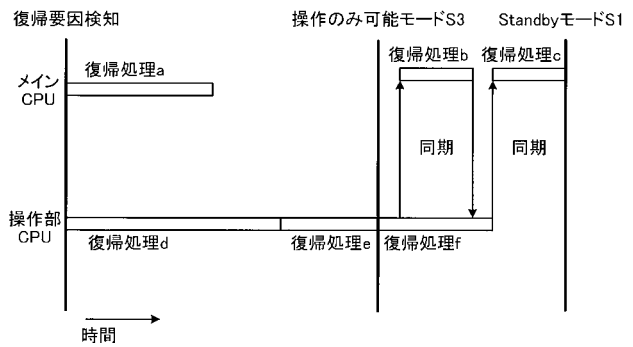 復帰要因検知
操作のみ可能モードS3
StandbyモードS1
メイン
CPU
復帰処理a
復帰処理b
復帰処理c
同期
同期
操作部
CPU
復帰処理d
復帰処理e
復帰処理f
時間